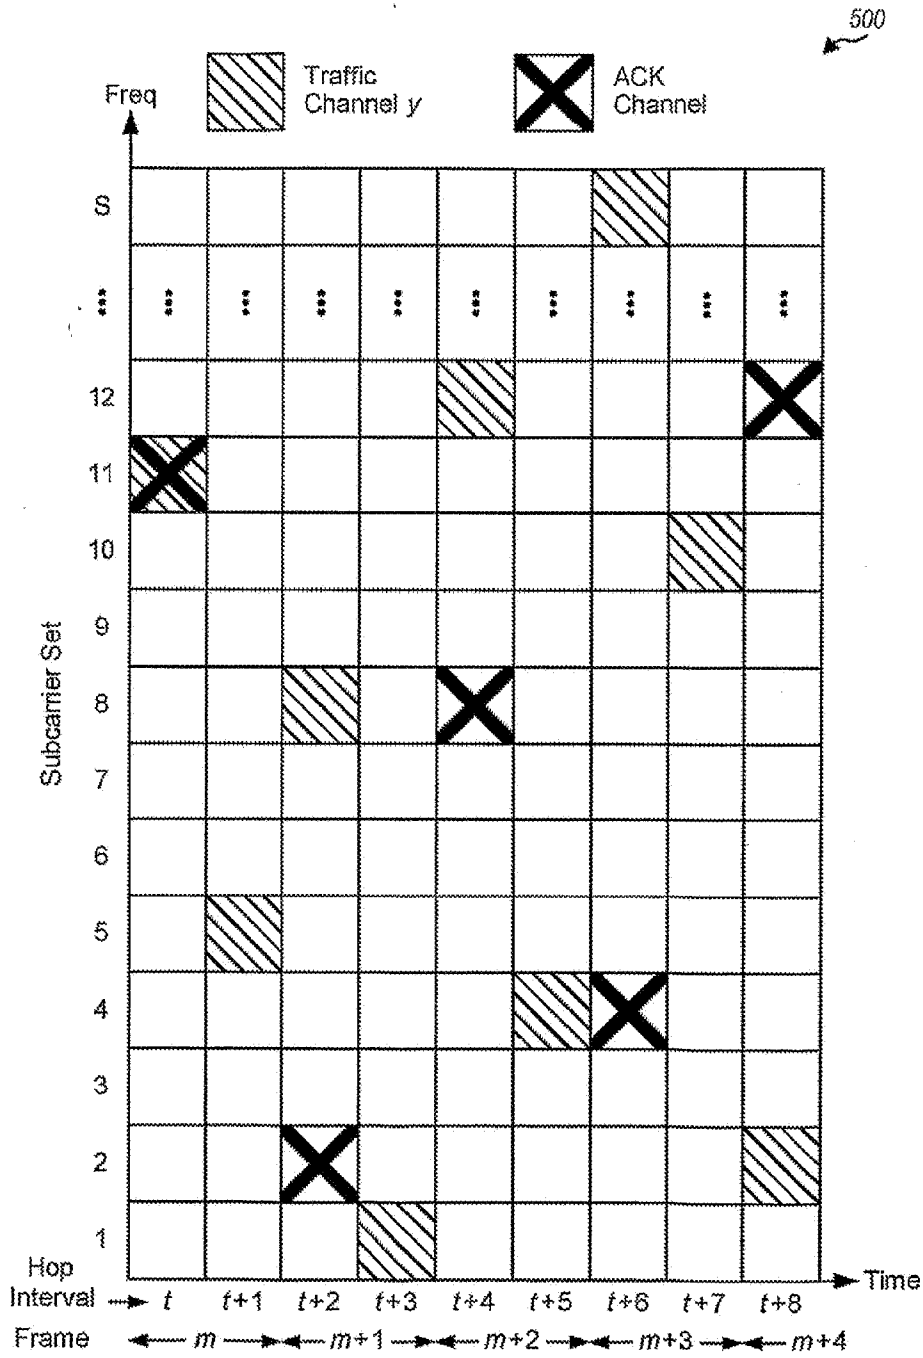 500
Traffic
Channel y
ACK
Channel
Freq
S
12
11
10
9
8
7
6
5
4
3
2
1
Subcarrier Set
Hop
Interval
t t+1 t+2 t+3 t+4 t+5 t+6 t+7 t+8
Time
Frame
m m+1 m+2 m+3 m+4